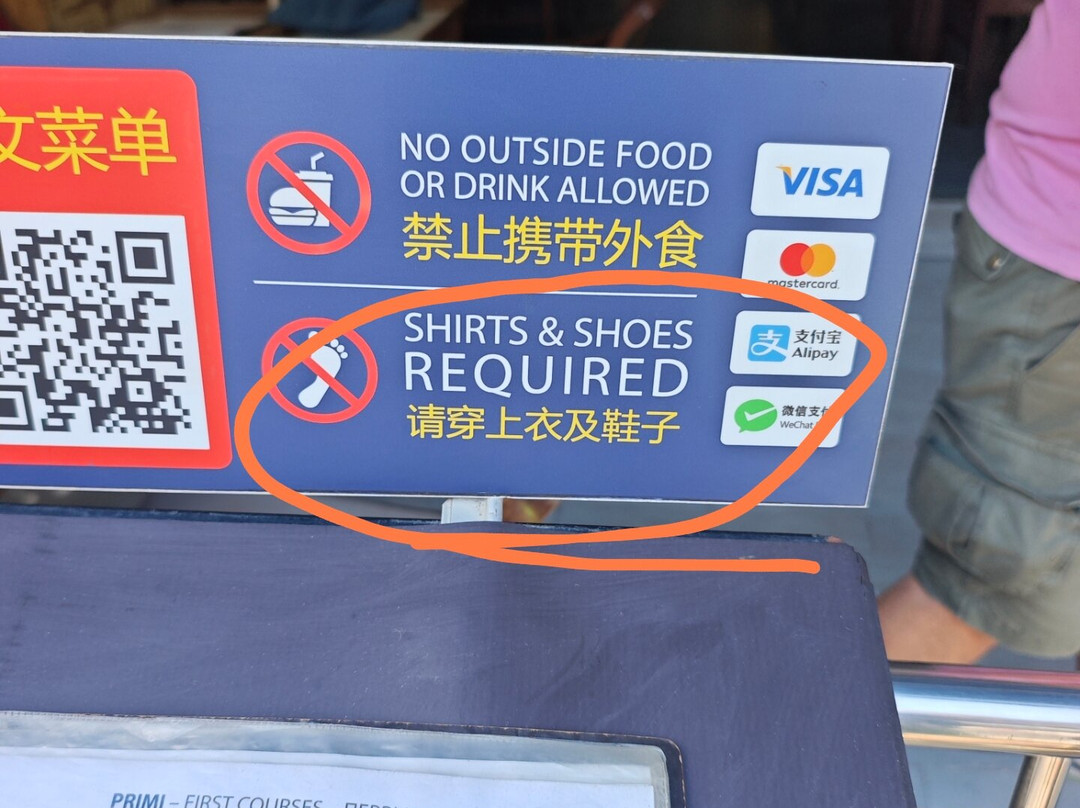 文菜单
NO OUTSIDE FOOD
OR DRINK ALLOWED
禁止携带外食
SHIRTS & SHOES
REQUIRED
请穿上衣及鞋子
VISA
mastercard.
支 支付宝
Alipay
微信支付
WeChat
PRIMI – FIRST COURSES –